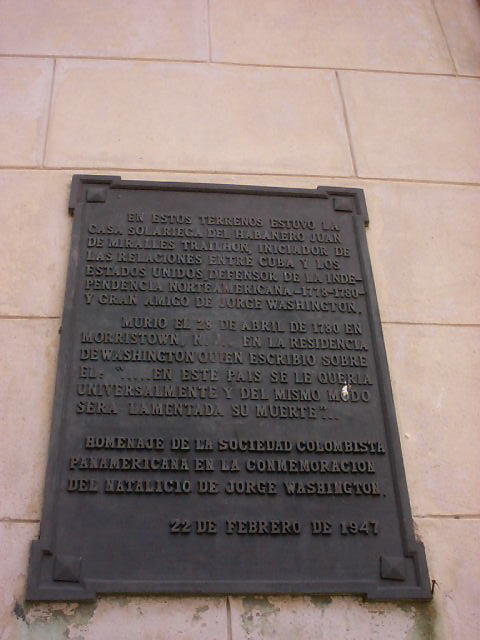 EN ESTOS TERRENOS ESTUVO LA
CASA SOLARIEGA DEL HABANERO JUAN
DE MIRALLES TRAILHON, INICIADOR DE
LAS RELACIONES ENTRE CUBA Y LOS
ESTADOS UNIDOS, DEFENSOR DE LA INDE-
PENDENCIA NORTEAMERICANA-1778-1780-
Y GRAN AMIGO DE JORGE WASHINGTON.
MURIO EL 28 DE ABRIL DE 1780 EN
MORRISTOWN, N. J. EN LA RESIDENCIA
DE WASHINGTON QUIEN ESCRIBIO SOBRE
EL: ".....EN ESTE PAIS SE LE QUERIA
UNIVERSALMENTE Y DEL MISMO MODO
SERA LAMENTADA SU MUERTE"..
HOMENAJE DE LA SOCIEDAD COLOMBISTA
PANAMERICANA EN LA CONMEMORACION
DEL NATALICIO DE JORGE WASHINGTON.
22 DE FEBRERO DE 1947